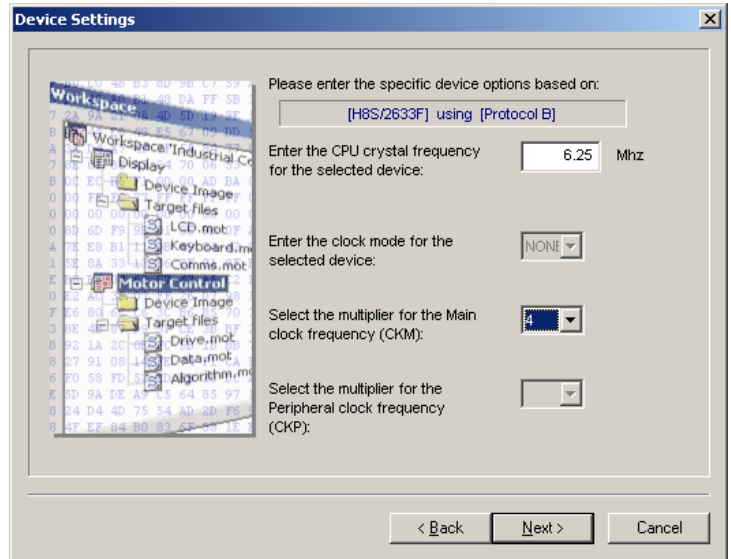 Device Settings
Please enter the specific device options based on:
[H8S/2633F] using [Protocol B]
Enter the CPU crystal frequency
for the selected device:
6.25 Mhz
Enter the clock mode for the
selected device:
NONE
Select the multiplier for the Main
clock frequency (CKM):
4
Select the multiplier for the
Peripheral clock frequency
(CKP):
Workspace
Workspace 'Industrial Co
Display
Device Image
Target files
LCD.mot
Keyboard.m
Comms.mot
Motor Control
Device Image
Target files
Drive.mot
Data.mot
Algorithm.mo
< Back
Next >
Cancel